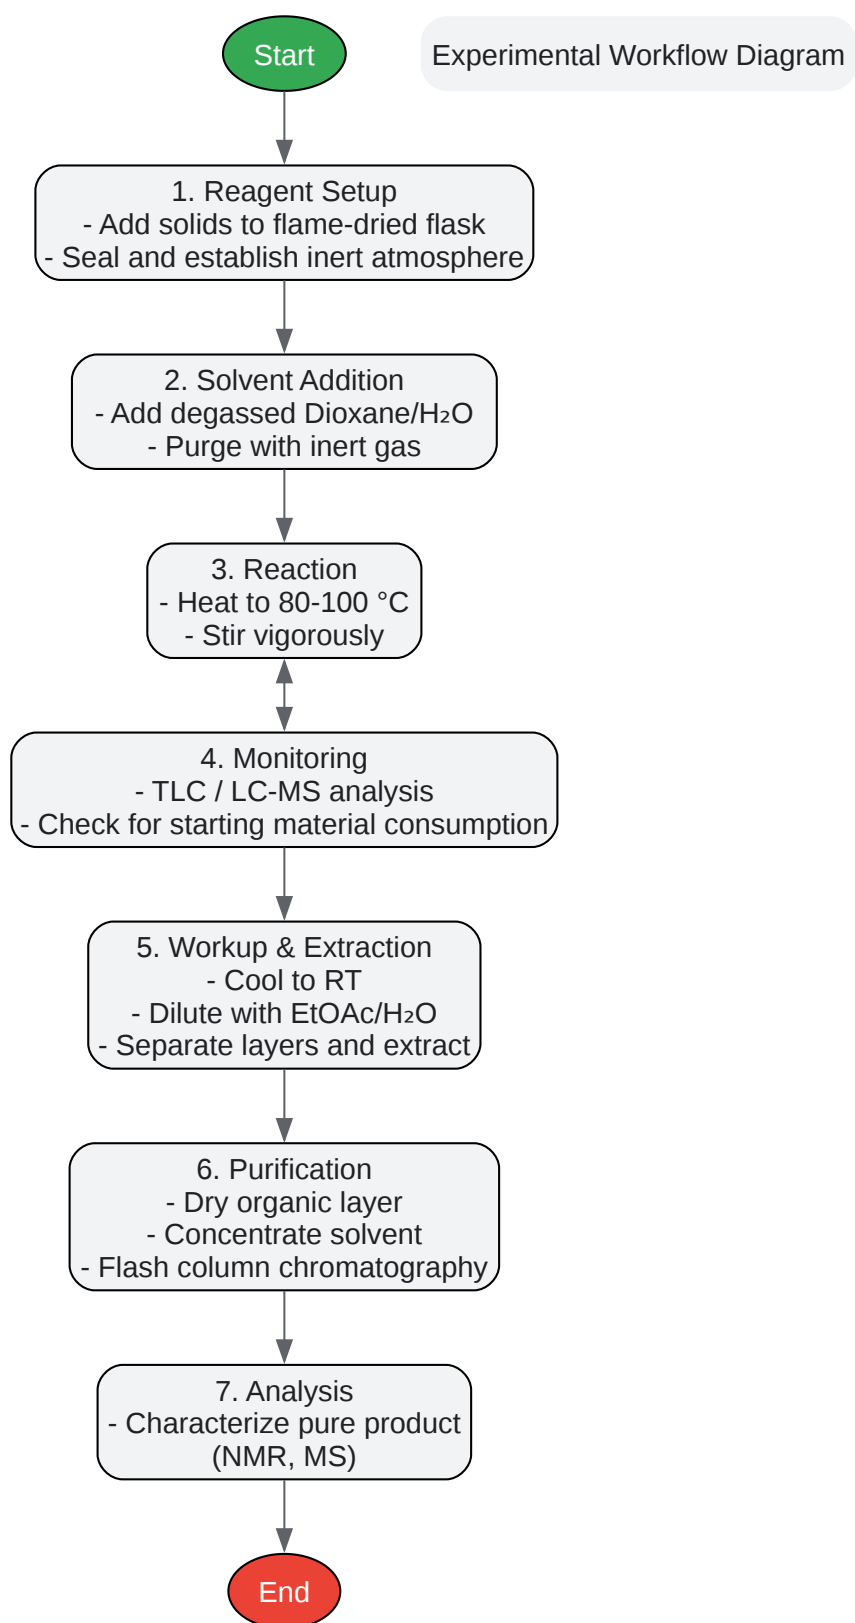 Start
Experimental Workflow Diagram
1. Reagent Setup
- Add solids to flame-dried flask
- Seal and establish inert atmosphere
2. Solvent Addition
- Add degassed Dioxane/H₂O
- Purge with inert gas
3. Reaction
- Heat to 80-100 °C
- Stir vigorously
4. Monitoring
- TLC / LC-MS analysis
- Check for starting material consumption
5. Workup & Extraction
- Cool to RT
- Dilute with EtOAc/H₂O
- Separate layers and extract
6. Purification
- Dry organic layer
- Concentrate solvent
- Flash column chromatography
7. Analysis
- Characterize pure product
(NMR, MS)
End